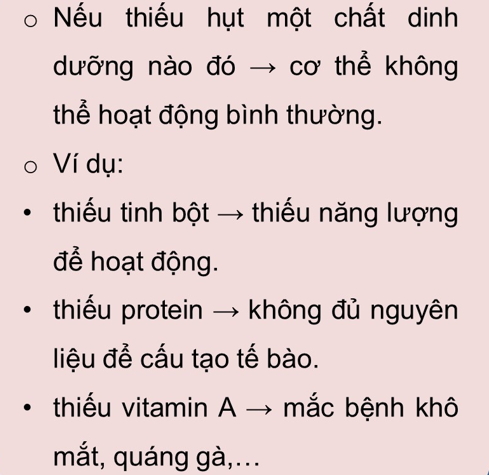 ○ Nếu thiếu hụt một chất dinh
dưỡng nào đó → cơ thể không
thể hoạt động bình thường.
○ Ví dụ:
• thiếu tinh bột → thiếu năng lượng
để hoạt động.
• thiếu protein → không đủ nguyên
liệu để cấu tạo tế bào.
• thiếu vitamin A → mắc bệnh khô
mắt, quáng gà,…